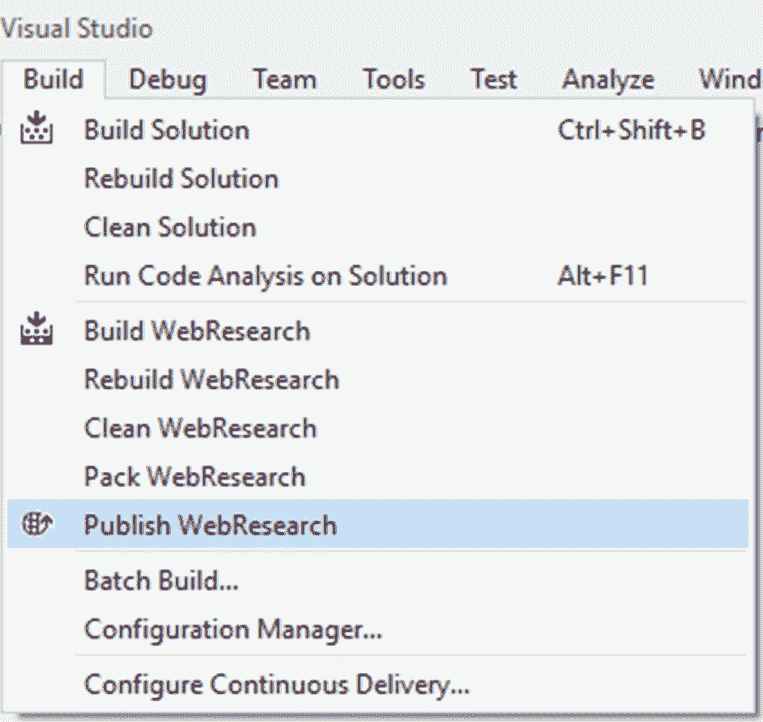 Visual Studio
Build Debug Team Tools Test Analyze Wind
Build Solution Ctrl+Shift+B
Rebuild Solution
Clean Solution
Run Code Analysis on Solution Alt+F11
Build WebResearch
Rebuild WebResearch
Clean WebResearch
Pack WebResearch
Publish WebResearch
Batch Build...
Configuration Manager...
Configure Continuous Delivery...